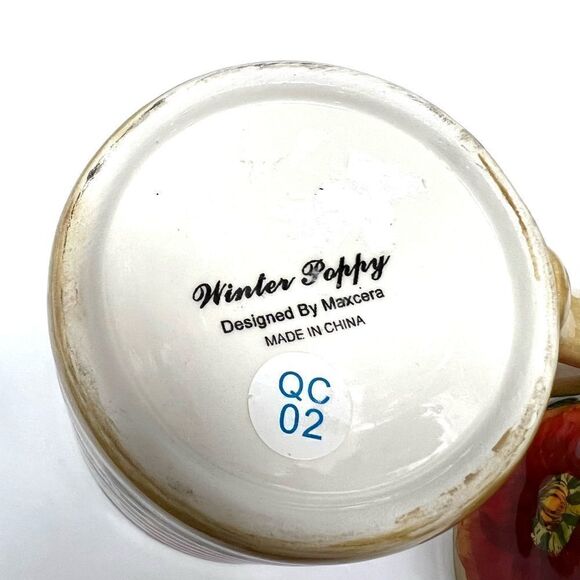 Winter Poppy
Designed By Maxcera
MADE IN CHINA
QC
02